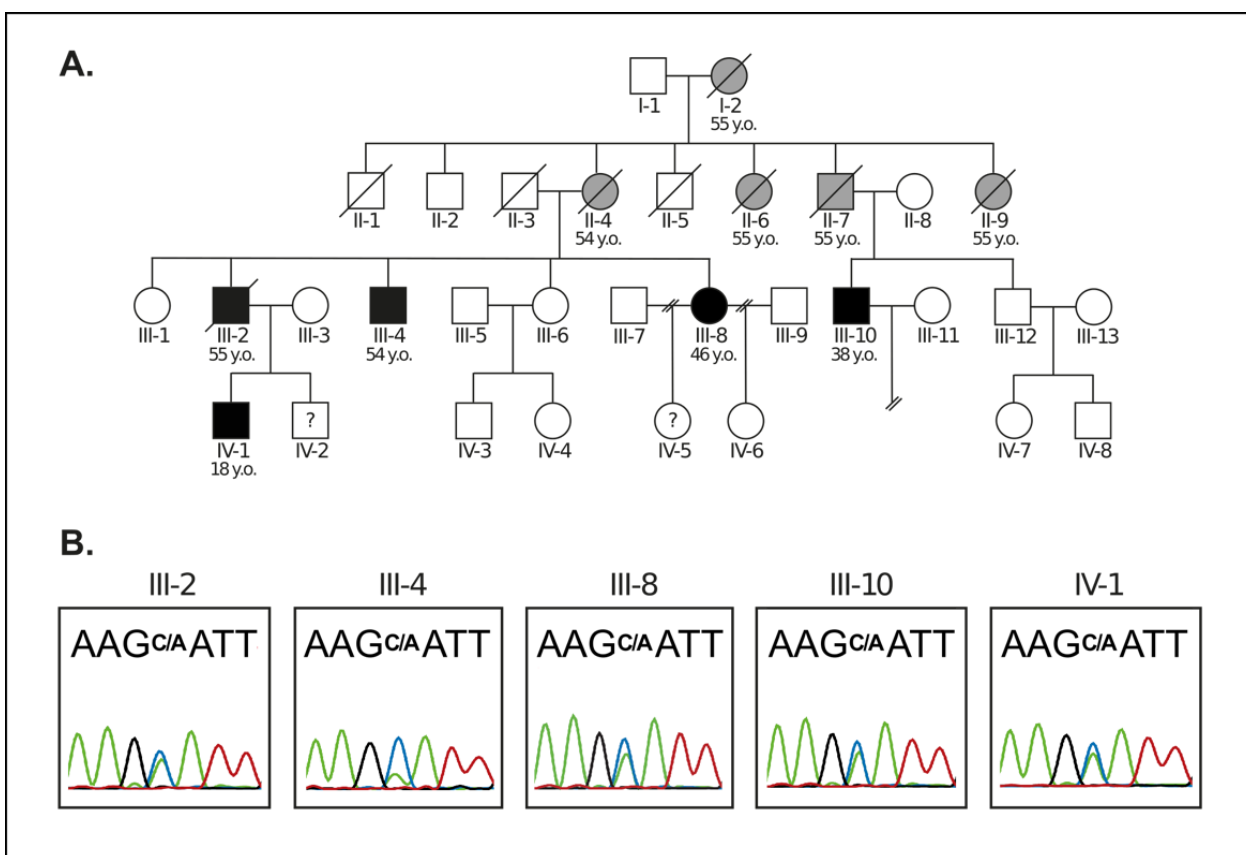 A.
I-1
I-2
55 y.o.
II-1
II-2
II-3
II-4
54 y.o.
II-5
II-6
55 y.o.
II-7
55 y.o.
II-8
II-9
55 y.o.
III-1
III-2
55 y.o.
III-3
III-4
54 y.o.
III-5
III-6
III-7
III-8
46 y.o.
III-9
III-10
38 y.o.
III-11
III-12
III-13
IV-1
18 y.o.
?
IV-2
IV-3
IV-4
?
IV-5
IV-6
IV-7
IV-8
B.
III-2
AAGC/AATT
III-4
AAGC/AATT
III-8
AAGC/AATT
III-10
AAGC/AATT
IV-1
AAGC/AATT